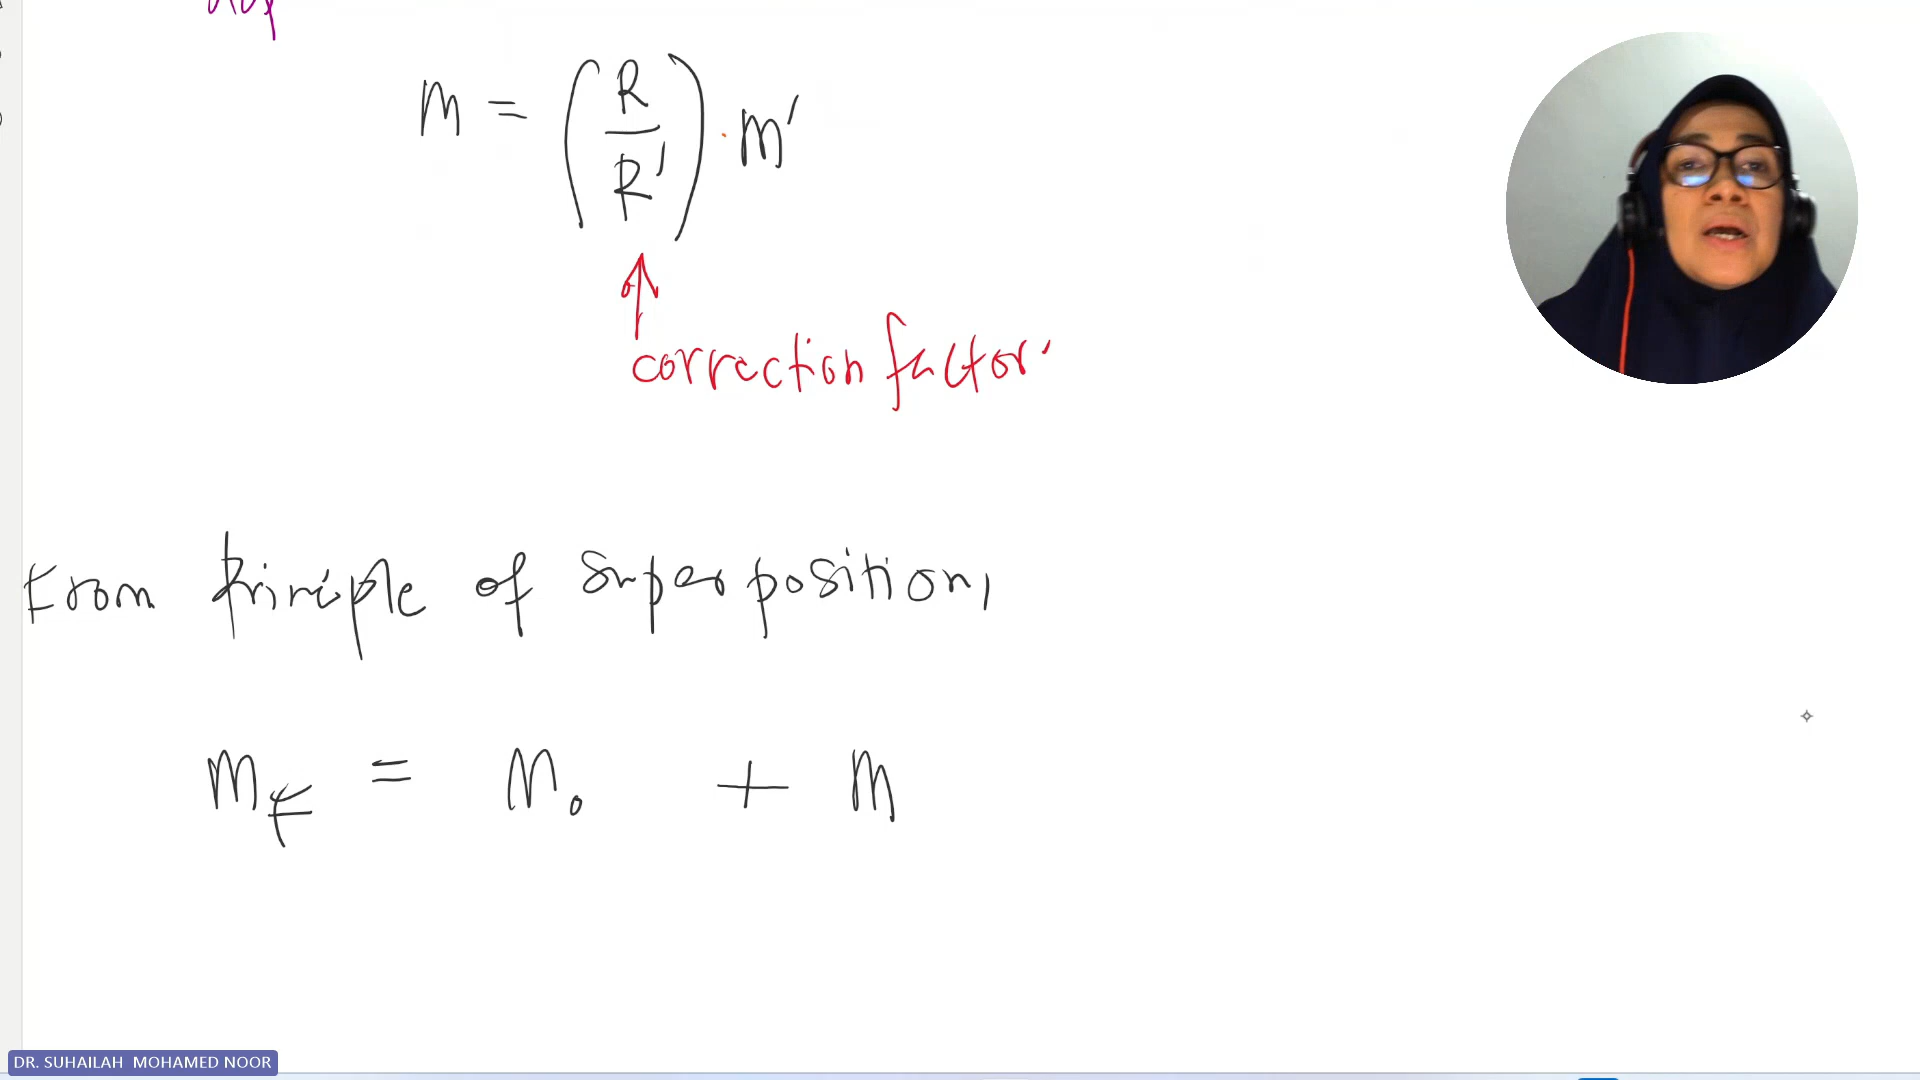 M = (R/R') · M'
correction factor
From Principle of Superposition,
M_F = M_0 + M
DR. SUHAILAH MOHAMED NOOR